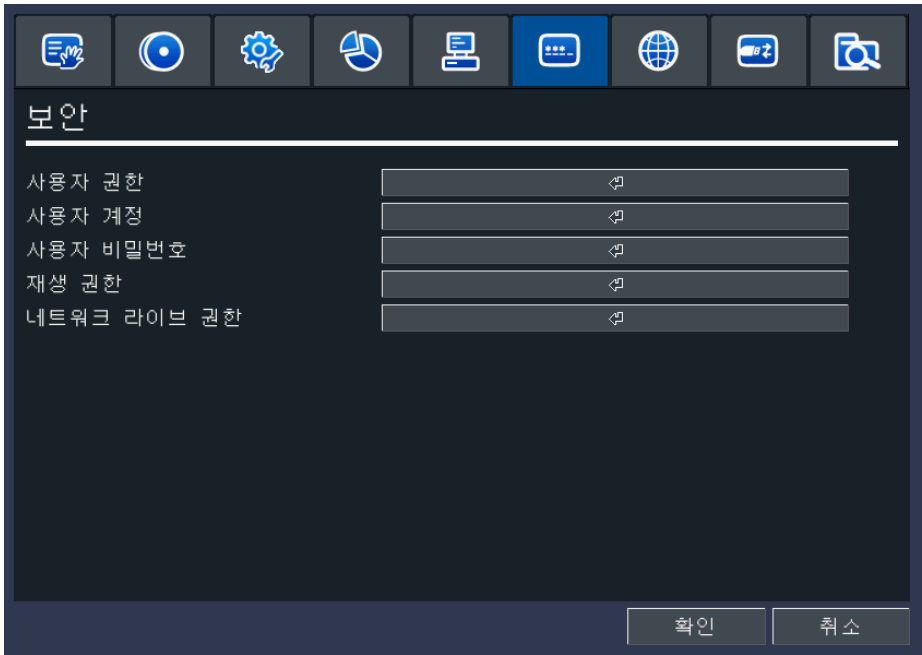 보안
사용자 권한
사용자 계정
사용자 비밀번호
재생 권한
네트워크 라이브 권한
확인
취소